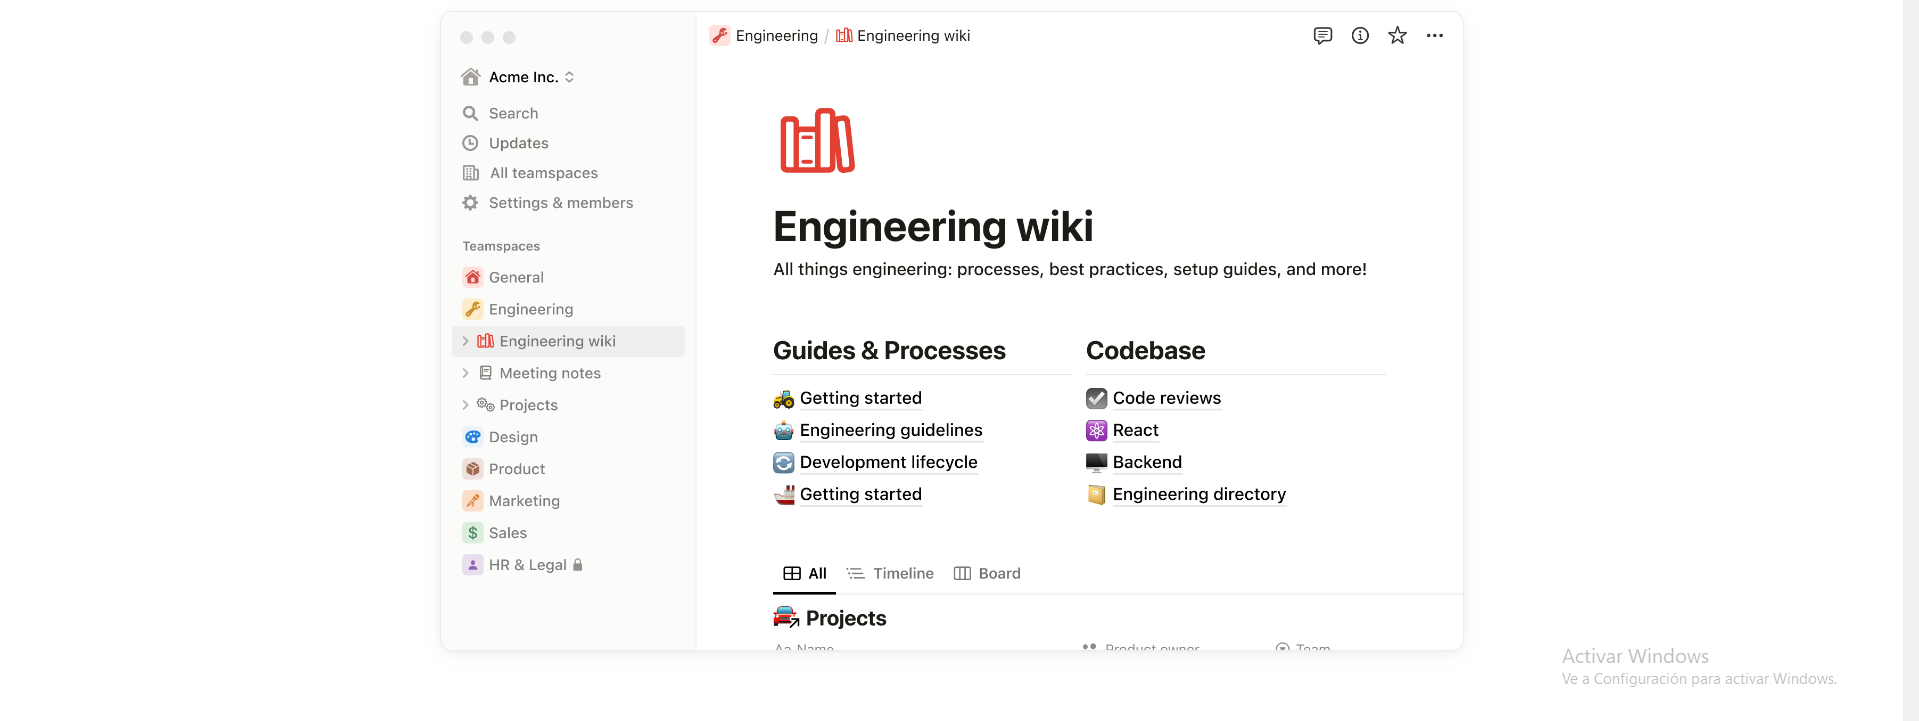 Acme Inc.
Search
Updates
All teamspaces
Settings & members
Teamspaces
General
Engineering
Engineering wiki
Meeting notes
Projects
Design
Product
Marketing
Sales
HR & Legal
Engineering / Engineering wiki
Engineering wiki
All things engineering: processes, best practices, setup guides, and more!
Guides & Processes
Getting started
Engineering guidelines
Development lifecycle
Getting started
Codebase
Code reviews
React
Backend
Engineering directory
All Timeline Board
Projects
Aa Name Product owner Team
Activar Windows
Ve a Configuración para activar Windows.